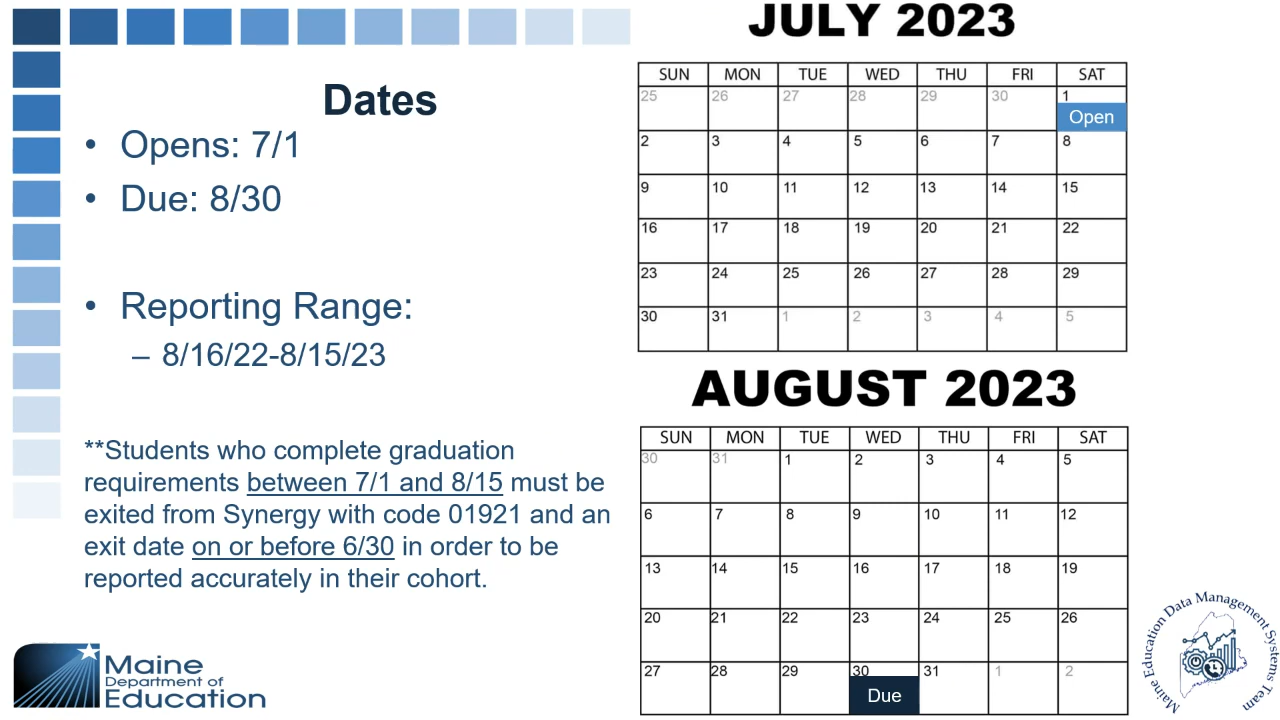 Dates
• Opens: 7/1
• Due: 8/30
• Reporting Range:
– 8/16/22-8/15/23
**Students who complete graduation
requirements between 7/1 and 8/15 must be
exited from Synergy with code 01921 and an
exit date on or before 6/30 in order to be
reported accurately in their cohort.
Maine
Department of
Education
JULY 2023
SUN MON TUE WED THU FRI SAT
25 26 27 28 29 30 1
Open
2 3 4 5 6 7 8
9 10 11 12 13 14 15
16 17 18 19 20 21 22
23 24 25 26 27 28 29
30 31 1 2 3 4 5
AUGUST 2023
SUN MON TUE WED THU FRI SAT
30 31 1 2 3 4 5
6 7 8 9 10 11 12
13 14 15 16 17 18 19
20 21 22 23 24 25 26
27 28 29 30 31 1 2
Due
Maine Education Data Management Systems Team